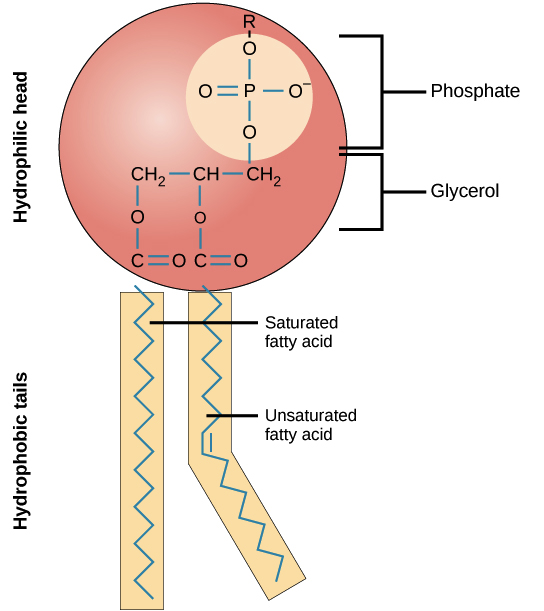 R
O
O = P — O⁻
O
CH2 — CH — CH2
O O
C = O C = O
Phosphate
Glycerol
Hydrophilic head
Saturated
fatty acid
Unsaturated
fatty acid
Hydrophobic tails